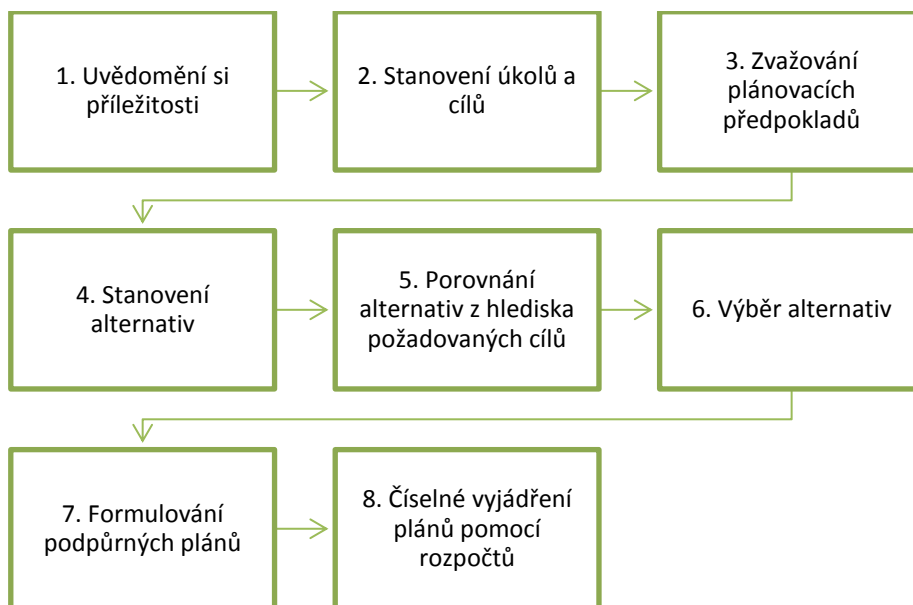 1. Uvědomění si
příležitosti
2. Stanovení úkolů a
cílů
3. Zvažování
plánovacích
předpokladů
4. Stanovení
alternativ
5. Porovnání
alternativ z hlediska
požadovaných cílů
6. Výběr alternativ
7. Formulování
podpůrných plánů
8. Číselné vyjádření
plánů pomocí
rozpočtů